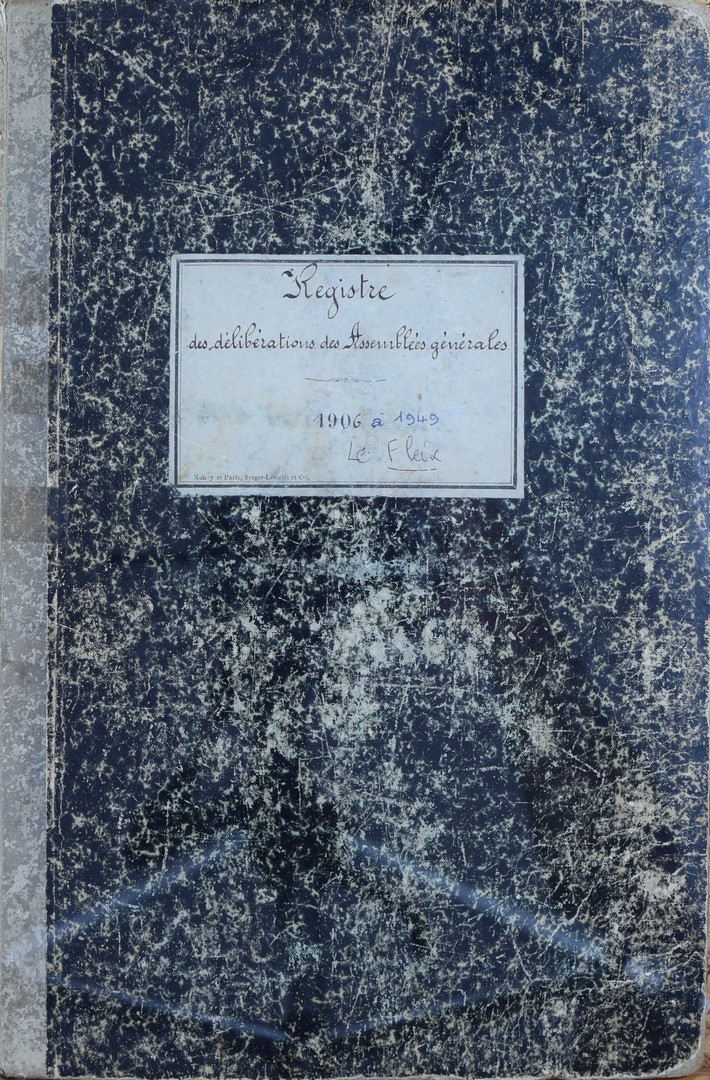 Registre
des délibérations des Assemblées générales
1906 à 1949
Le Fleix
Nancy et Paris, Berger-Levrault et Cie.